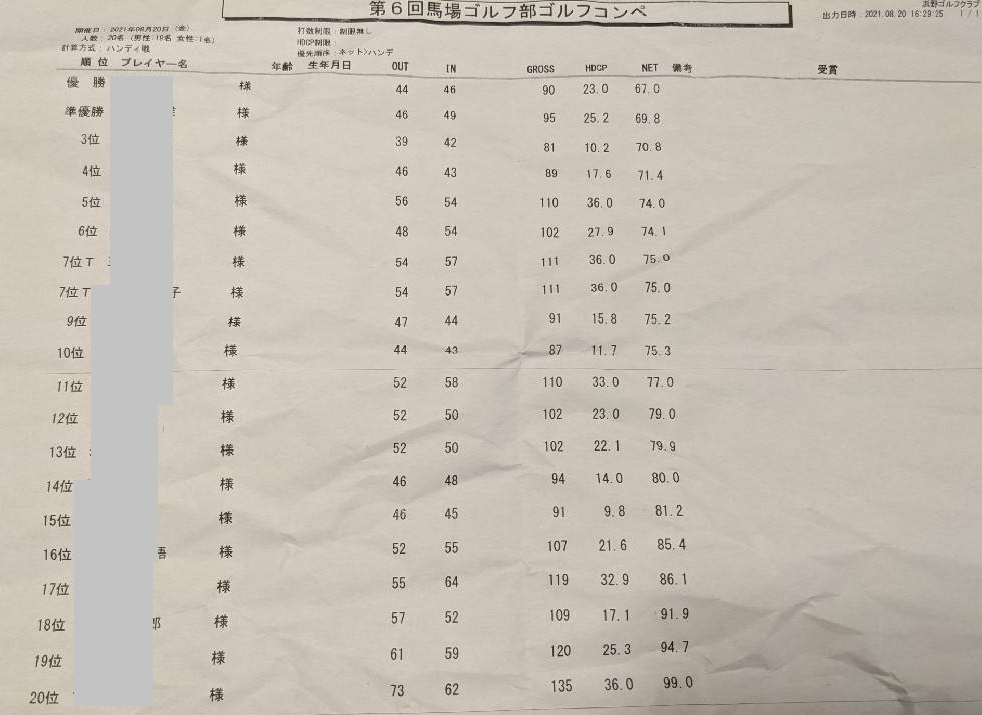 第6回馬場ゴルフ部ゴルフコンペ
浜野ゴルフクラブ
出力日時：2021.08.20 16:29:25 1 / 1
開催日：2021年08月20日（金）
人数：20名（男性：19名 女性：1名）
計算方式：ハンディ戦
打数制限：制限無し
HDCP制限：
優先順序：ネット>ハンデ
順位 プレイヤー名 年齢 生年月日 OUT IN GROSS HDCP NET 備考 受賞
優 勝 様 44 46 90 23.0 67.0
準優勝 様 46 49 95 25.2 69.8
3位 様 39 42 81 10.2 70.8
4位 様 46 43 89 17.6 71.4
5位 様 56 54 110 36.0 74.0
6位 様 48 54 102 27.9 74.1
7位T 様 54 57 111 36.0 75.0
7位T 子 様 54 57 111 36.0 75.0
9位 様 47 44 91 15.8 75.2
10位 様 44 43 87 11.7 75.3
11位 様 52 58 110 33.0 77.0
12位 様 52 50 102 23.0 79.0
13位 様 52 50 102 22.1 79.9
14位 様 46 48 94 14.0 80.0
15位 様 46 45 91 9.8 81.2
16位 悟 様 52 55 107 21.6 85.4
17位 様 55 64 119 32.9 86.1
18位 郎 様 57 52 109 17.1 91.9
19位 様 61 59 120 25.3 94.7
20位 様 73 62 135 36.0 99.0